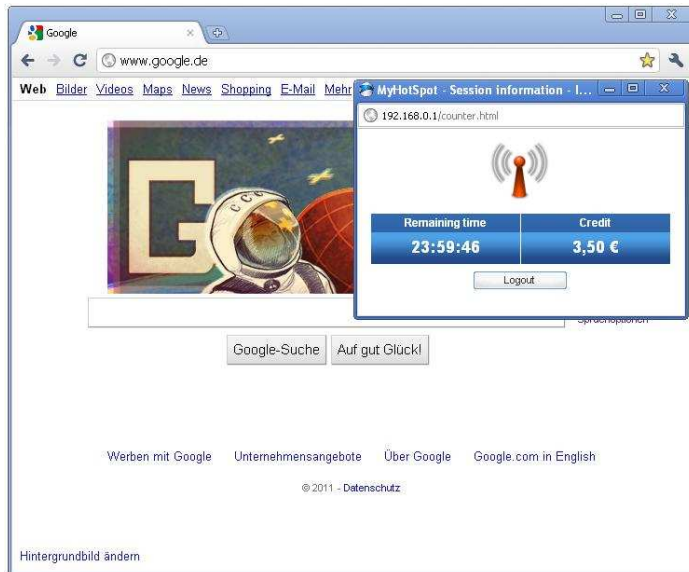 Google
www.google.de
Web Bilder Videos Maps News Shopping E-Mail Mehr
MyHotSpot - Session information - I...
192.168.0.1/counter.html
Remaining time Credit
23:59:46 3,50 €
Logout
G
Sprachoptionen
Google-Suche Auf gut Glück!
Werben mit Google Unternehmensangebote Über Google Google.com in English
© 2011 - Datenschutz
Hintergrundbild ändern